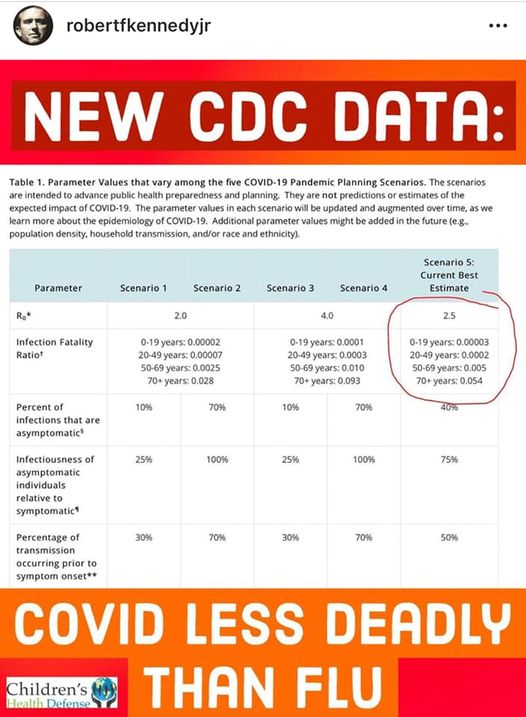 robertfkennedyjr
NEW CDC DATA:
Table 1. Parameter Values that vary among the five COVID-19 Pandemic Planning Scenarios. The scenarios
are intended to advance public health preparedness and planning. They are not predictions or estimates of the
expected impact of COVID-19. The parameter values in each scenario will be updated and augmented over time, as we
learn more about the epidemiology of COVID-19. Additional parameter values might be added in the future (e.g.,
population density, household transmission, and/or race and ethnicity).
Parameter Scenario 1 Scenario 2 Scenario 3 Scenario 4 Scenario 5:
Current Best
Estimate
R₀* 2.0 4.0 2.5
Infection Fatality
Ratio† 0-19 years: 0.00002
20-49 years: 0.00007
50-69 years: 0.0025
70+ years: 0.028
0-19 years: 0.0001
20-49 years: 0.0003
50-69 years: 0.010
70+ years: 0.093
0-19 years: 0.00003
20-49 years: 0.0002
50-69 years: 0.005
70+ years: 0.054
Percent of
infections that are
asymptomatic§ 10% 70% 10% 70% 40%
Infectiousness of
asymptomatic
individuals
relative to
symptomatic¶ 25% 100% 25% 100% 75%
Percentage of
transmission
occurring prior to
symptom onset** 30% 70% 30% 70% 50%
COVID LESS DEADLY
THAN FLU
Children's
Health Defense